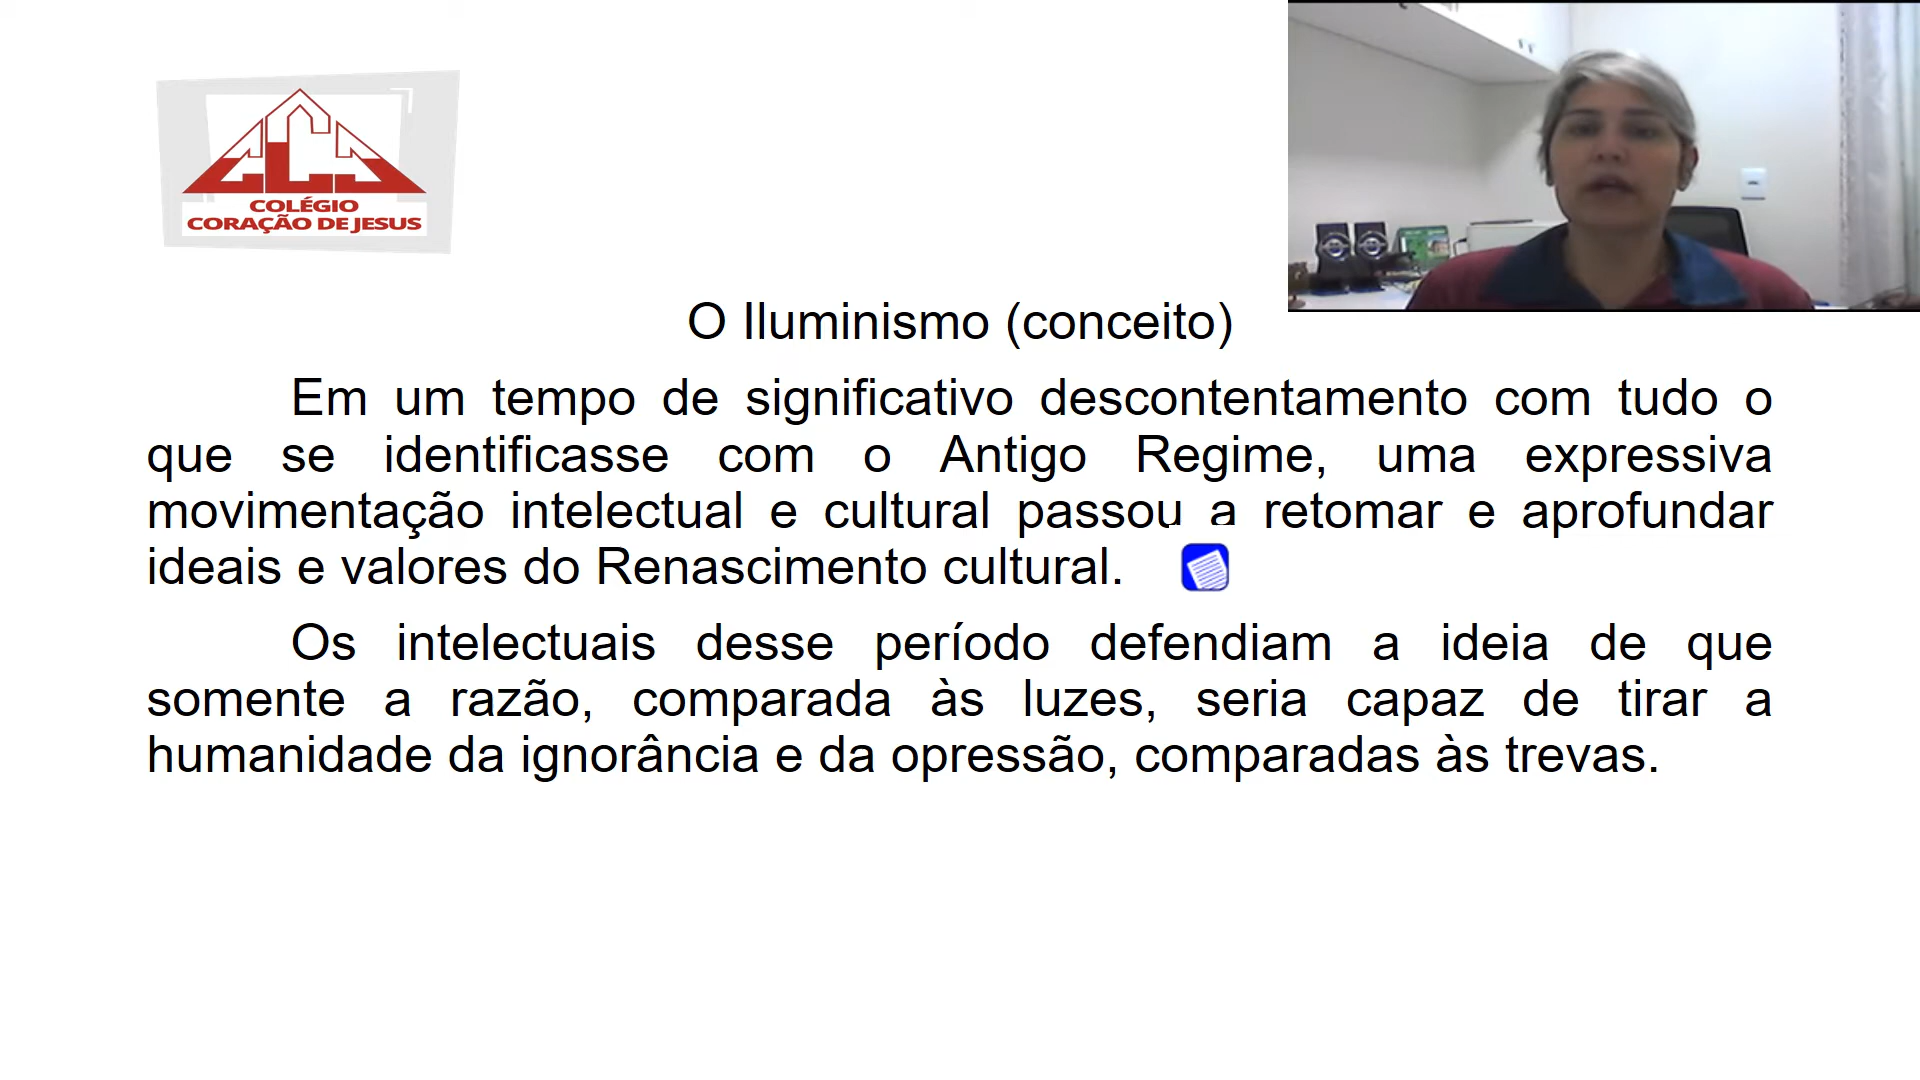 COLÉGIO
CORAÇÃO DE JESUS
O Iluminismo (conceito)
Em um tempo de significativo descontentamento com tudo o
que se identificasse com o Antigo Regime, uma expressiva
movimentação intelectual e cultural passou a retomar e aprofundar
ideais e valores do Renascimento cultural.
Os intelectuais desse período defendiam a ideia de que
somente a razão, comparada às luzes, seria capaz de tirar a
humanidade da ignorância e da opressão, comparadas às trevas.